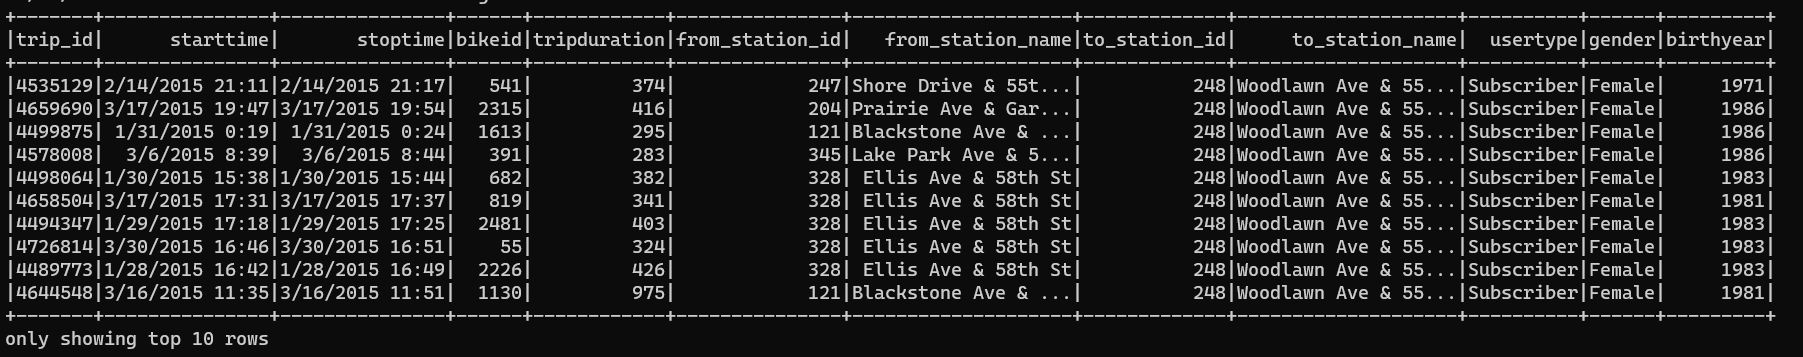 +-------+---------------+---------------+------+------------+---------------+--------------------+-------------+--------------------+----------+------+---------+
|trip_id|      starttime|       stoptime|bikeid|tripduration|from_station_id|   from_station_name|to_station_id|     to_station_name|  usertype|gender|birthyear|
+-------+---------------+---------------+------+------------+---------------+--------------------+-------------+--------------------+----------+------+---------+
|4535129|2/14/2015 21:11|2/14/2015 21:17|   541|         374|            247|Shore Drive & 55t...|          248|Woodlawn Ave & 55...|Subscriber|Female|     1971|
|4659690|3/17/2015 19:47|3/17/2015 19:54|  2315|         416|            204|Prairie Ave & Gar...|          248|Woodlawn Ave & 55...|Subscriber|Female|     1986|
|4499875| 1/31/2015 0:19| 1/31/2015 0:24|  1613|         295|            121|Blackstone Ave & ...|          248|Woodlawn Ave & 55...|Subscriber|Female|     1986|
|4578008|  3/6/2015 8:39|  3/6/2015 8:44|   391|         283|            345|Lake Park Ave & 5...|          248|Woodlawn Ave & 55...|Subscriber|Female|     1986|
|4498064|1/30/2015 15:38|1/30/2015 15:44|   682|         382|            328| Ellis Ave & 58th St|          248|Woodlawn Ave & 55...|Subscriber|Female|     1983|
|4658504|3/17/2015 17:31|3/17/2015 17:37|   819|         341|            328| Ellis Ave & 58th St|          248|Woodlawn Ave & 55...|Subscriber|Female|     1981|
|4494347|1/29/2015 17:18|1/29/2015 17:25|  2481|         403|            328| Ellis Ave & 58th St|          248|Woodlawn Ave & 55...|Subscriber|Female|     1983|
|4726814|3/30/2015 16:46|3/30/2015 16:51|    55|         324|            328| Ellis Ave & 58th St|          248|Woodlawn Ave & 55...|Subscriber|Female|     1983|
|4489773|1/28/2015 16:42|1/28/2015 16:49|  2226|         426|            328| Ellis Ave & 58th St|          248|Woodlawn Ave & 55...|Subscriber|Female|     1983|
|4644548|3/16/2015 11:35|3/16/2015 11:51|  1130|         975|            121|Blackstone Ave & ...|          248|Woodlawn Ave & 55...|Subscriber|Female|     1981|
+-------+---------------+---------------+------+------------+---------------+--------------------+-------------+--------------------+----------+------+---------+
only showing top 10 rows